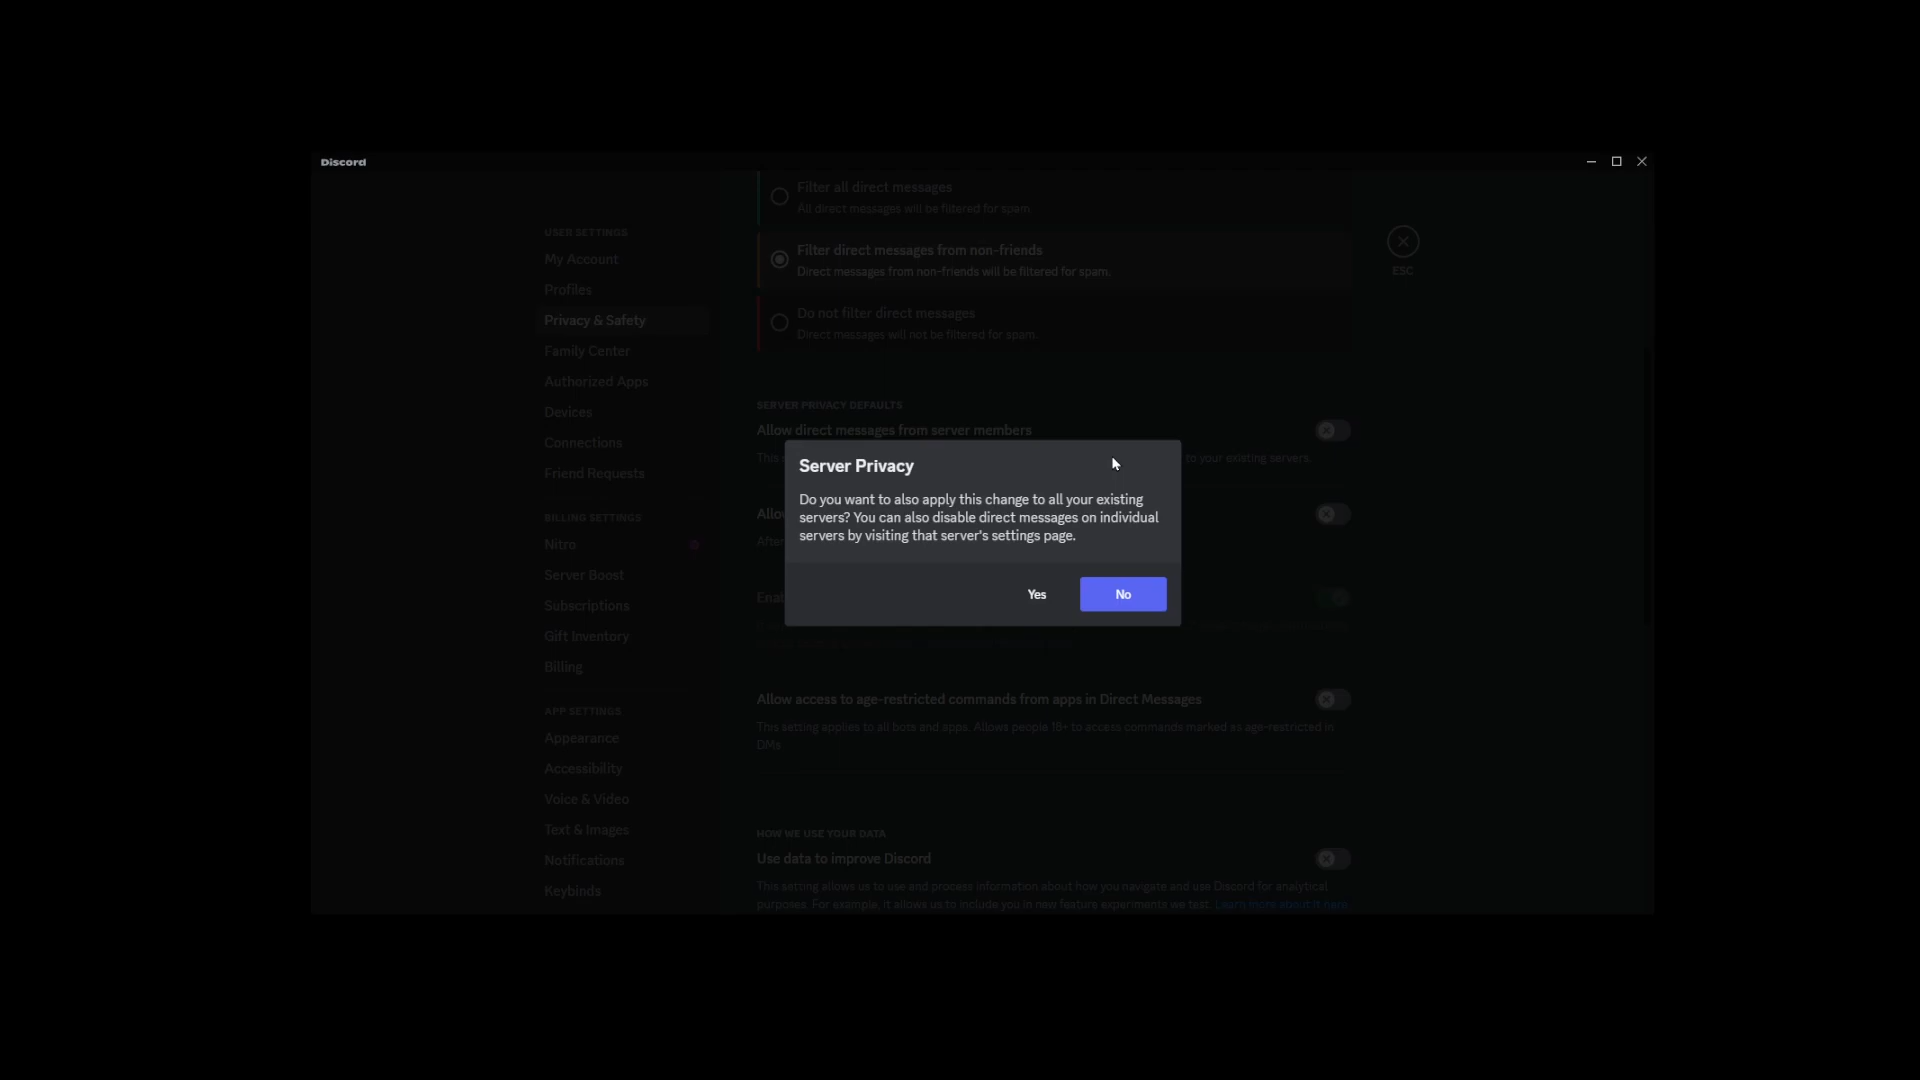 Discord
Filter all direct messages
All direct messages will be filtered for spam.
Filter direct messages from non-friends
Direct messages from non-friends will be filtered for spam.
Do not filter direct messages
Direct messages will not be filtered for spam.
ESC
USER SETTINGS
My Account
Profiles
Privacy & Safety
Family Center
Authorized Apps
Devices
Connections
Friend Requests
BILLING SETTINGS
Nitro
Server Boost
Subscriptions
Gift Inventory
Billing
APP SETTINGS
Appearance
Accessibility
Voice & Video
Text & Images
Notifications
Keybinds
SERVER PRIVACY DEFAULTS
Allow direct messages from server members
This to your existing servers.
Server Privacy
Do you want to also apply this change to all your existing
servers? You can also disable direct messages on individual
servers by visiting that server's settings page.
Yes
No
Allo
After
Enab
Allow access to age-restricted commands from apps in Direct Messages
This setting applies to all bots and apps. Allows people 18+ to access commands marked as age-restricted in
DMs
HOW WE USE YOUR DATA
Use data to improve Discord
This setting allows us to use and process information about how you navigate and use Discord for analytical
purposes. For example, it allows us to include you in new feature experiments we test. Learn more about it here.